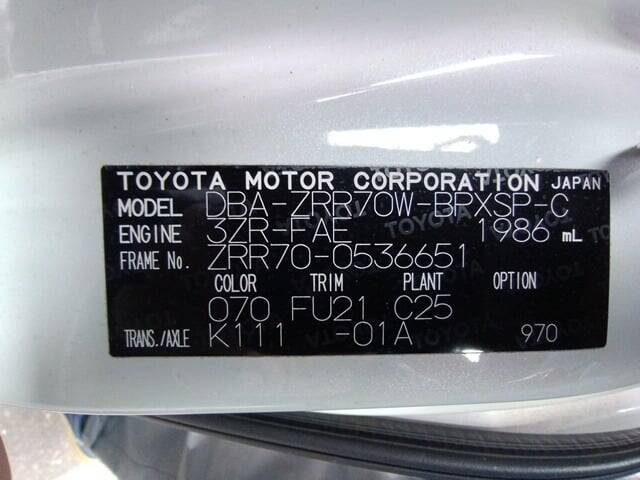 TOYOTA MOTOR CORPORATION JAPAN
MODEL DBA-ZRR70W-BPXSP-C
ENGINE 3ZR-FAE 1986 mL
FRAME No. ZRR70-0536651
COLOR TRIM PLANT OPTION
070 FU21 C25
TRANS./AXLE K111 -01A 970